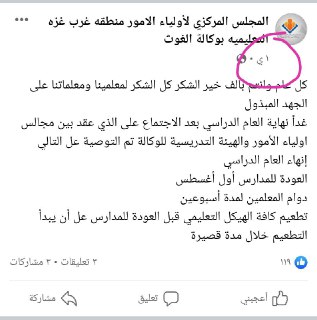 المجلس المركزي لأولياء الامور منطقه غرب غزه
التعليميه بوكالة الغوث
١ ي
كل عام وانتم بألف خير الشكر كل الشكر لمعلمينا ومعلماتنا على
الجهد المبذول
غداً نهاية العام الدراسي بعد الاجتماع على الذي عقد بين مجالس
اولياء الأمور والهيئة التدريسية للوكالة تم التوصية عل التالي
إنهاء العام الدراسي
العودة للمدارس أول أغسطس
دوام المعلمين لمدة أسبوعين
تطعيم كافة الهيكل التعليمي قبل العودة للمدارس عل أن يبدأ
التطعيم خلال مدة قصيرة
١١٩
٣ تعليقات • ٣ مشاركات
أعجبني
تعليق
مشاركة